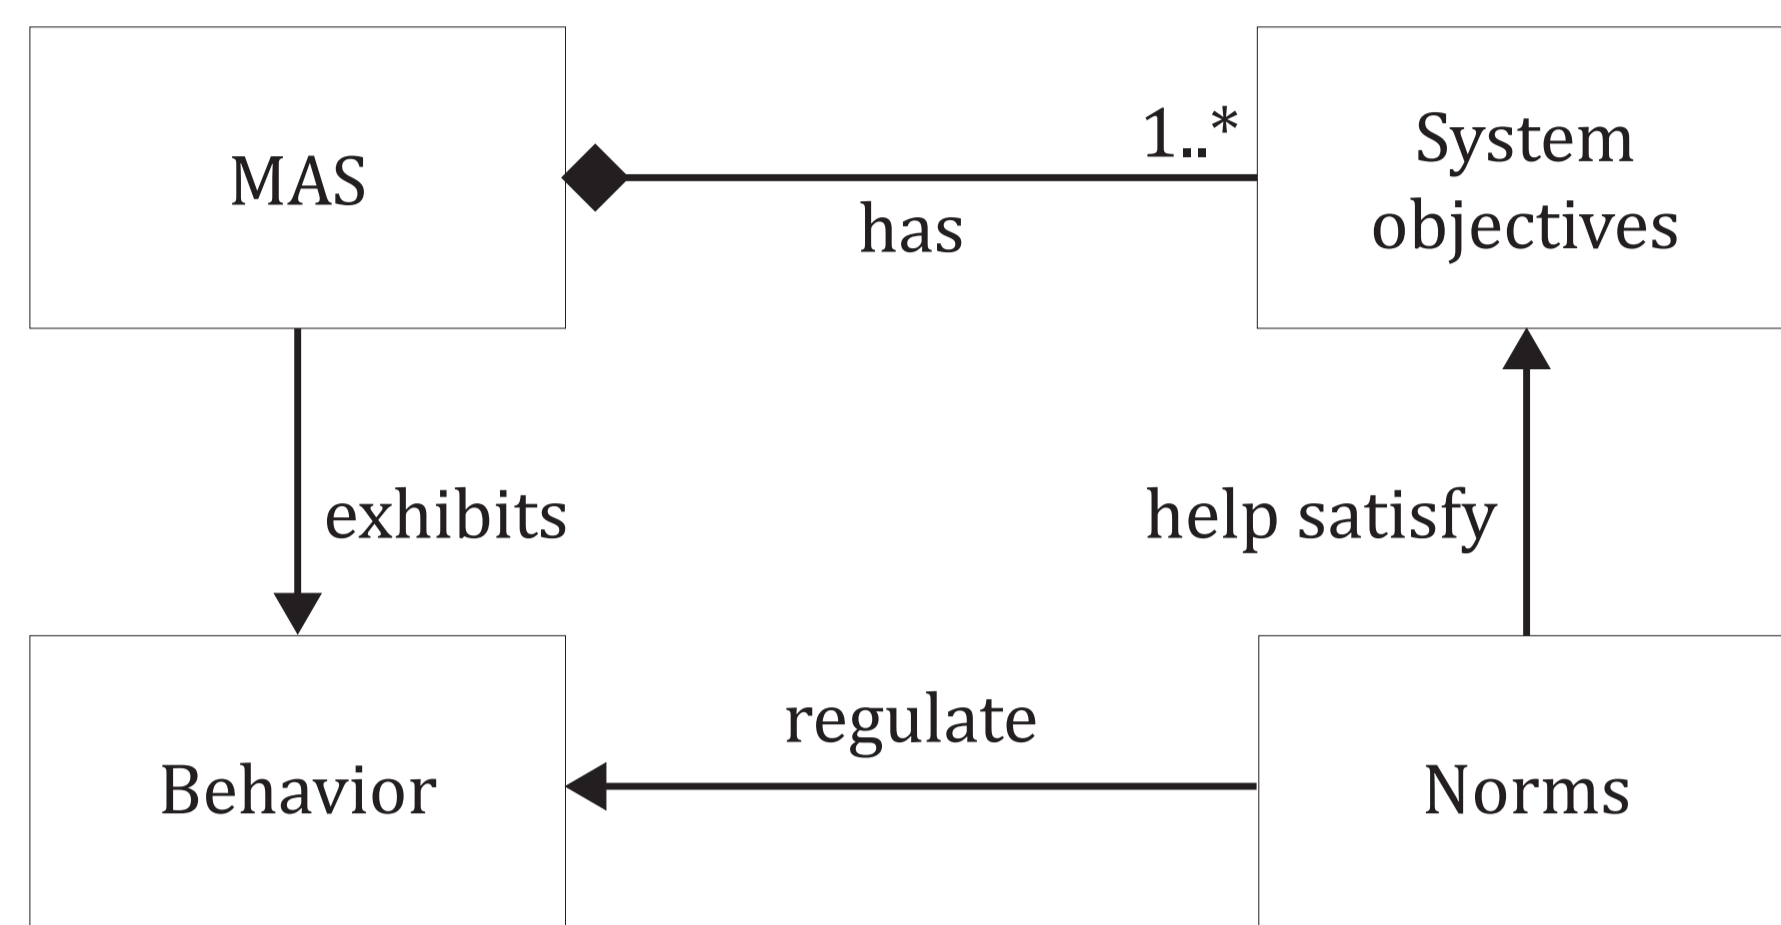 MAS
1..*
System
objectives
has
exhibits
help satisfy
regulate
Behavior
Norms